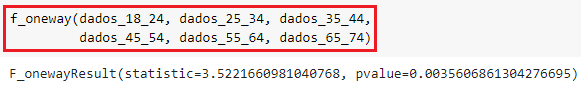 f_oneway(dados_18_24, dados_25_34, dados_35_44,
dados_45_54, dados_55_64, dados_65_74)
F_onewayResult(statistic=3.5221660981040768, pvalue=0.0035606861304276695)